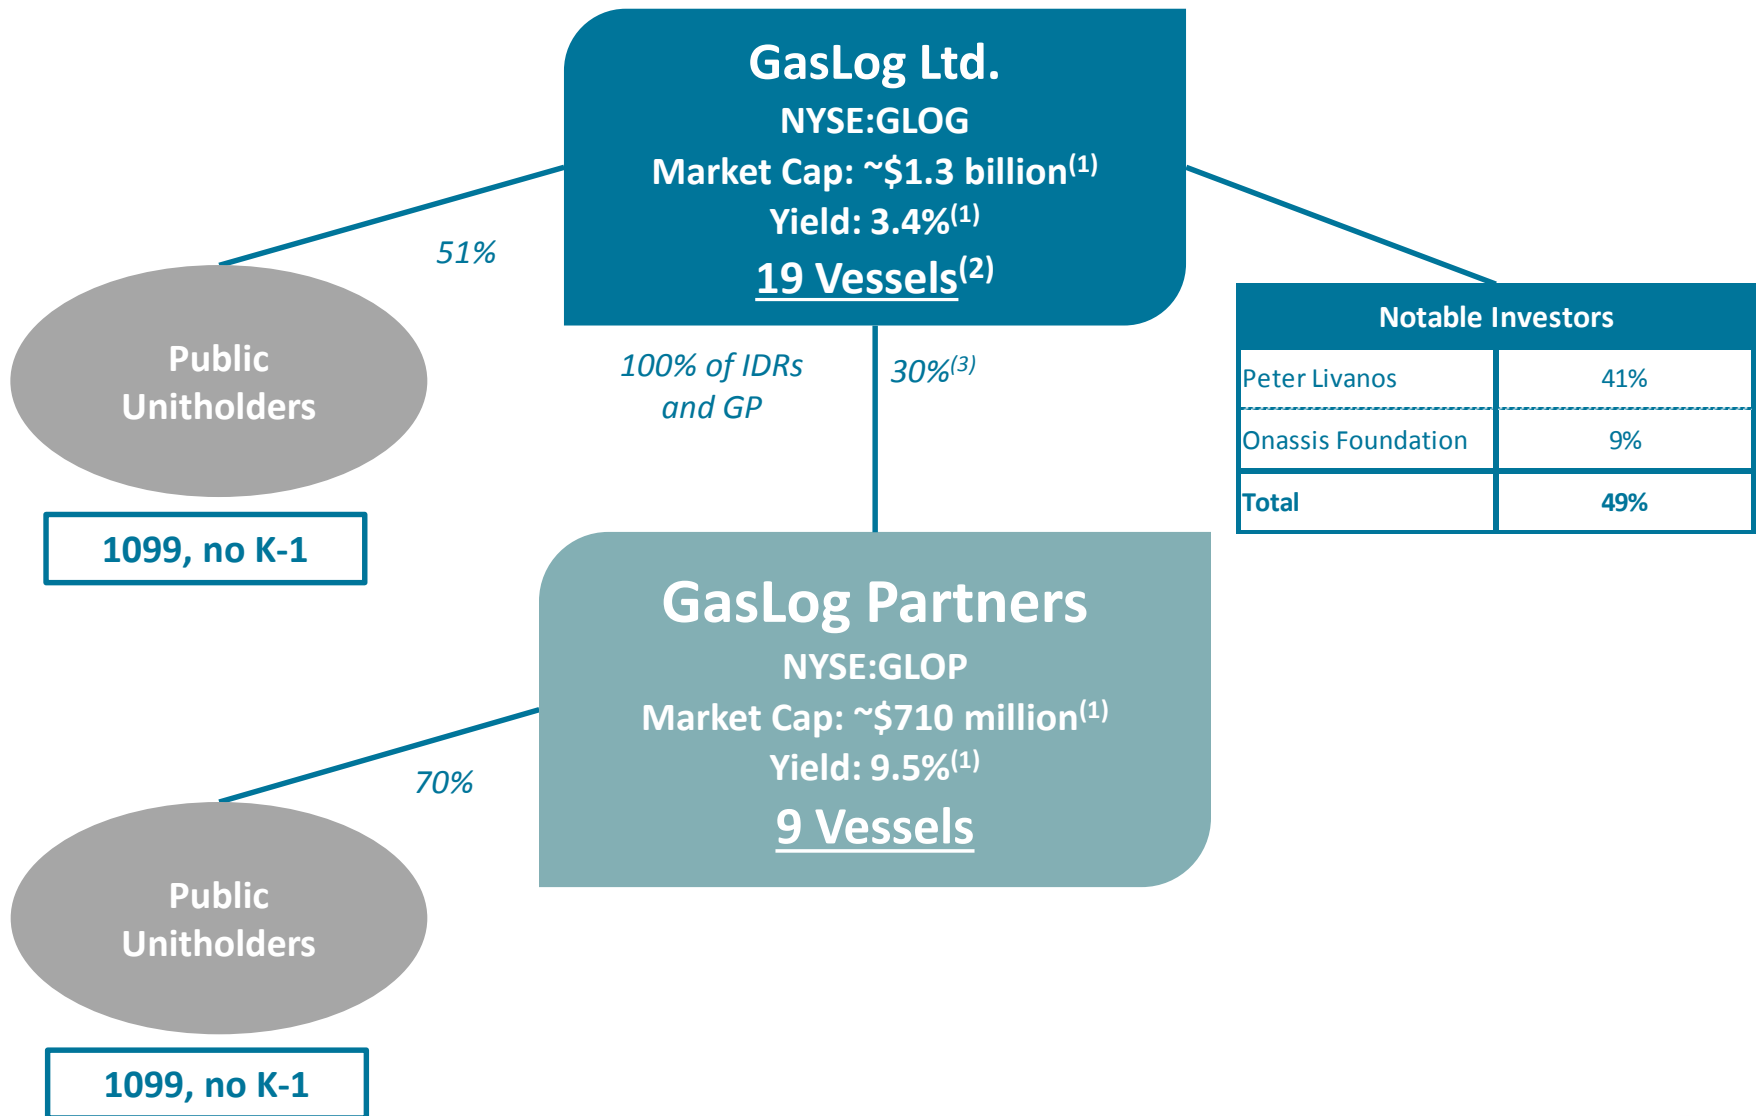 GasLog Ltd.
NYSE:GLOG
Market Cap: ~$1.3 billion(1)
Yield: 3.4%(1)
19 Vessels(2)
51%
Public
Unitholders
1099, no K-1
100% of IDRs
and GP
30%(3)
Notable Investors
Peter Livanos 41%
Onassis Foundation 9%
Total 49%
GasLog Partners
NYSE:GLOP
Market Cap: ~$710 million(1)
Yield: 9.5%(1)
9 Vessels
70%
Public
Unitholders
1099, no K-1